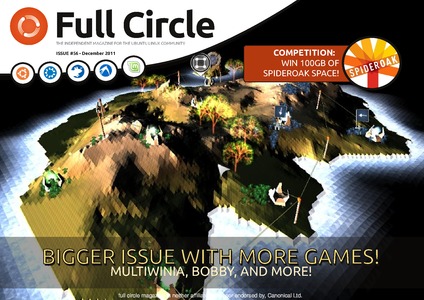 Full Circle
THE INDEPENDENT MAGAZINE FOR THE UBUNTU LINUX COMMUNITY
ISSUE #56 - December 2011
COMPETITION:
WIN 100GB OF
SPIDEROAK SPACE!
SPIDEROAK
BIGGER ISSUE WITH MORE GAMES!
MULTIWINIA, BOBBY, AND MORE!
full circle magazine is neither affiliated with, nor endorsed by, Canonical Ltd.